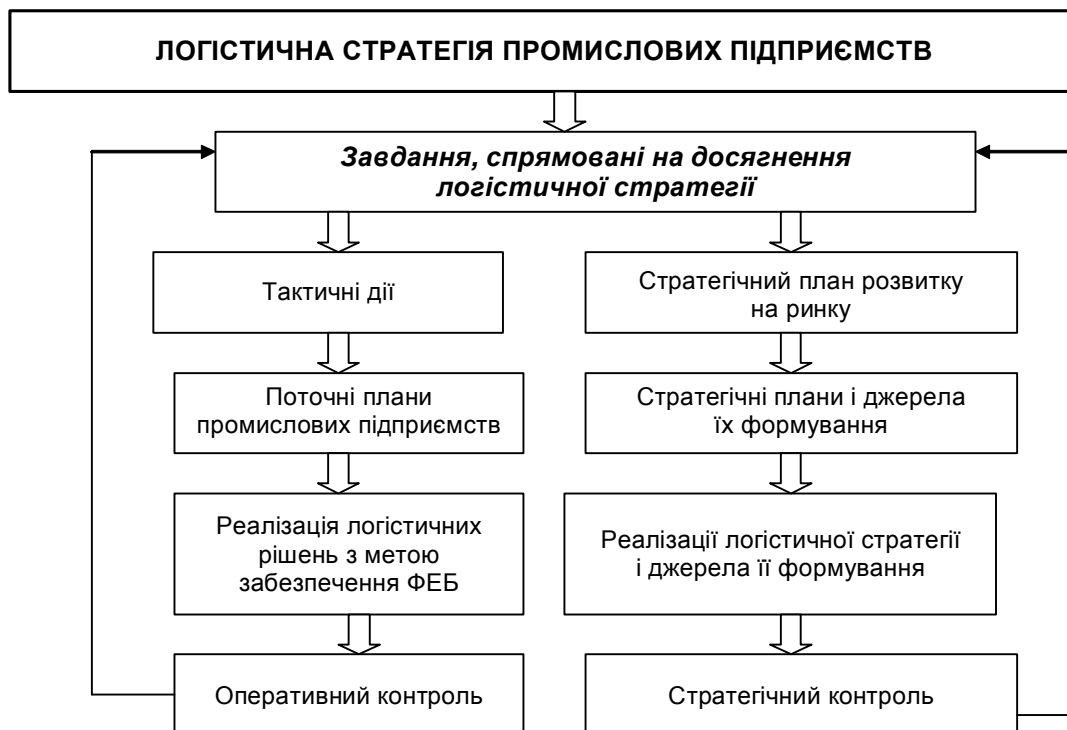 ЛОГІСТИЧНА СТРАТЕГІЯ ПРОМИСЛОВИХ ПІДПРИЄМСТВ
Завдання, спрямовані на досягнення
логістичної стратегії
Тактичні дії
Стратегічний план розвитку
на ринку
Поточні плани
промислових підприємств
Стратегічні плани і джерела
їх формування
Реалізація логістичних
рішень з метою
забезпечення ФЕБ
Реалізації логістичної стратегії
і джерела її формування
Оперативний контроль
Стратегічний контроль